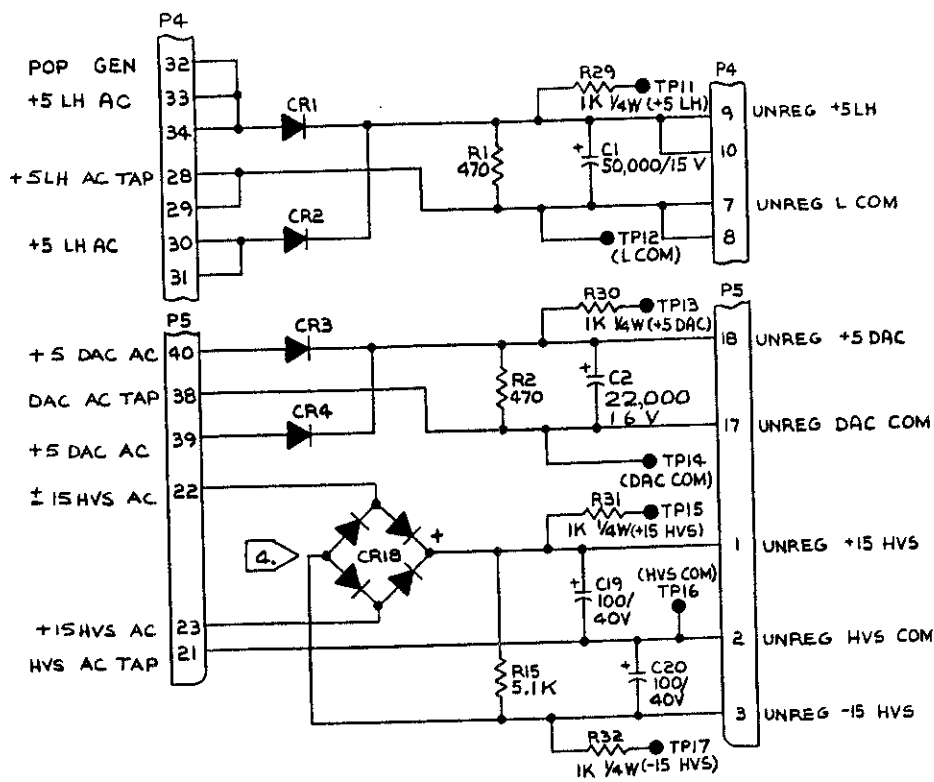 P4
32
POP GEN
33
+5 LH AC
34
CR1
28
+5LH AC TAP
29
CR2
30
+5 LH AC
31
R29
1K ¼W
TP11
(+5 LH)
P4
9
UNREG +5LH
10
R1
470
+
C1
50,000/15 V
7
UNREG L COM
8
TP12
(L COM)
P5
40
+5 DAC AC
CR3
38
DAC AC TAP
CR4
39
+5 DAC AC
22
±15HVS AC
R30
1K ¼W
TP13
(+5 DAC)
P5
18
UNREG +5 DAC
R2
470
+
C2
22,000
16 V
17
UNREG DAC COM
TP14
(DAC COM)
4.
CR18
+
R31
1K ¼W
TP15
(+15 HVS)
1
UNREG +15 HVS
+
C19
100/
40V
(HVS COM)
TP16
23
+15HVS AC
21
HVS AC TAP
2
UNREG HVS COM
R15
5.1K
+
C20
100/
40V
3
UNREG -15 HVS
R32
1K ¼W
TP17
(-15 HVS)